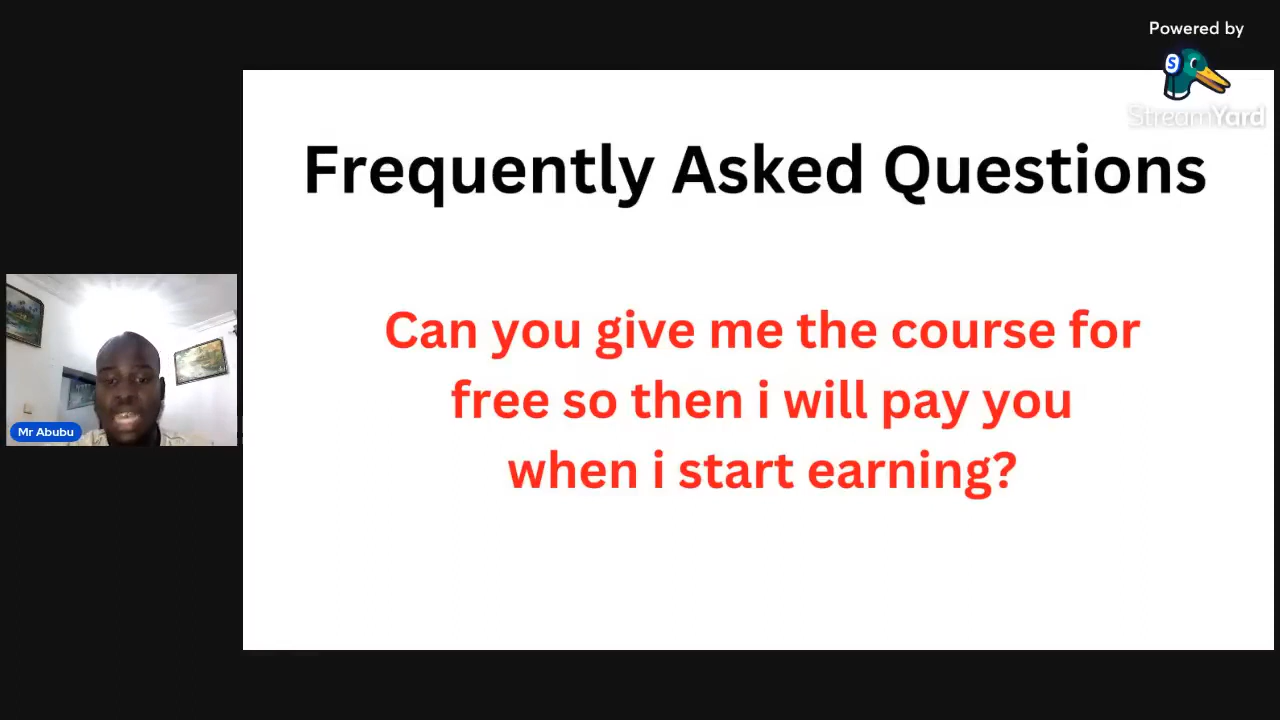 Powered by
S
StreamYard
Frequently Asked Questions
Can you give me the course for
free so then i will pay you
when i start earning?
Mr Abubu